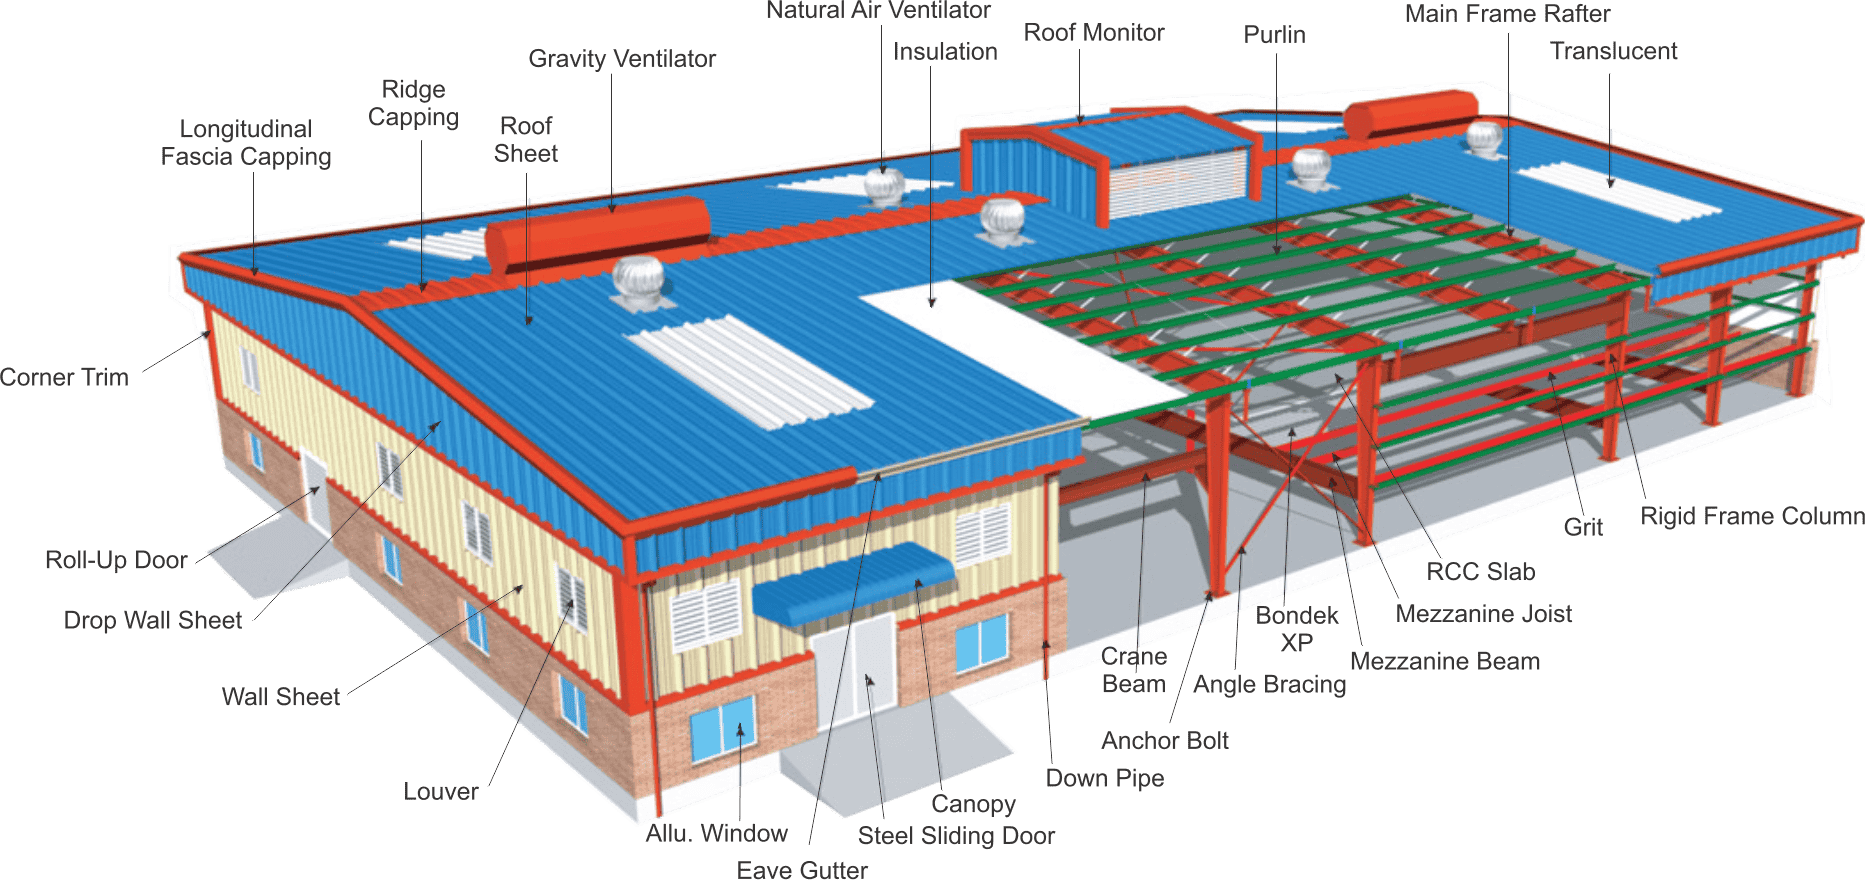 Natural Air Ventilator
Main Frame Rafter
Roof Monitor
Purlin
Insulation
Translucent
Gravity Ventilator
Ridge
Capping
Roof
Sheet
Longitudinal
Fascia Capping
Corner Trim
Roll-Up Door
Drop Wall Sheet
Wall Sheet
Louver
Allu. Window
Eave Gutter
Steel Sliding Door
Canopy
Down Pipe
Anchor Bolt
Crane
Beam
Angle Bracing
Bondek
XP
Mezzanine Beam
Mezzanine Joist
RCC Slab
Grit
Rigid Frame Column